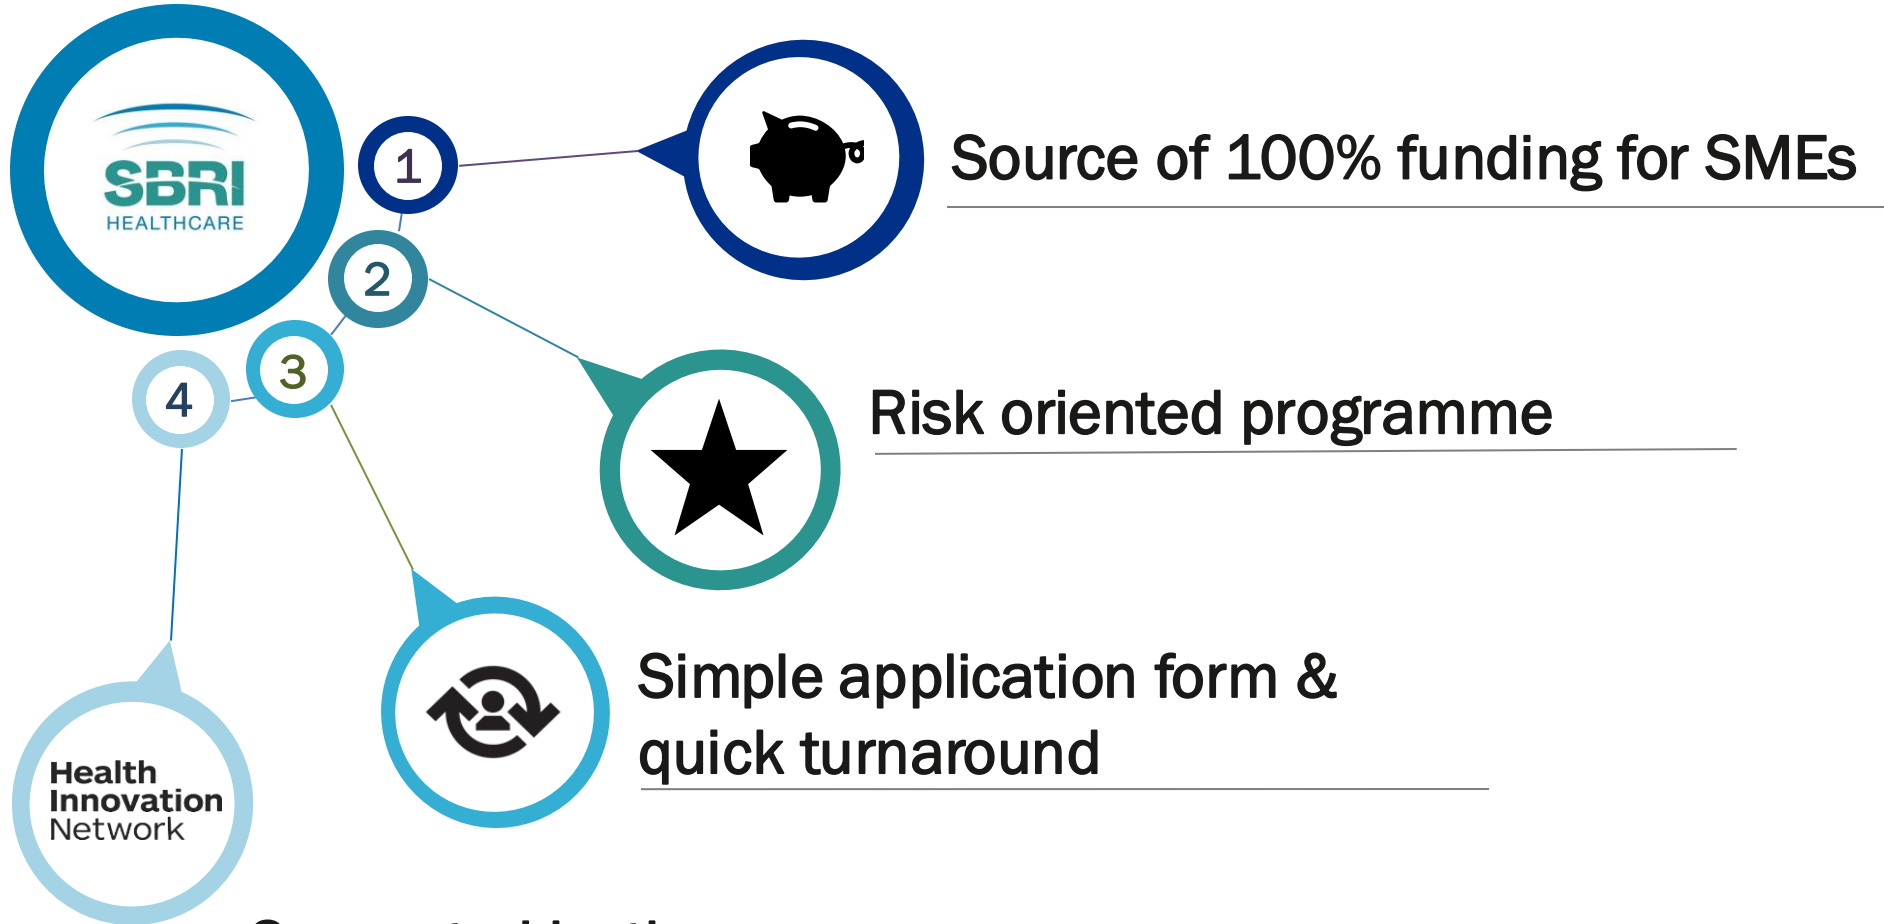 SBRI
HEALTHCARE
1
Source of 100% funding for SMEs
2
Risk oriented programme
3
4
Simple application form &
quick turnaround
Health
Innovation
Network